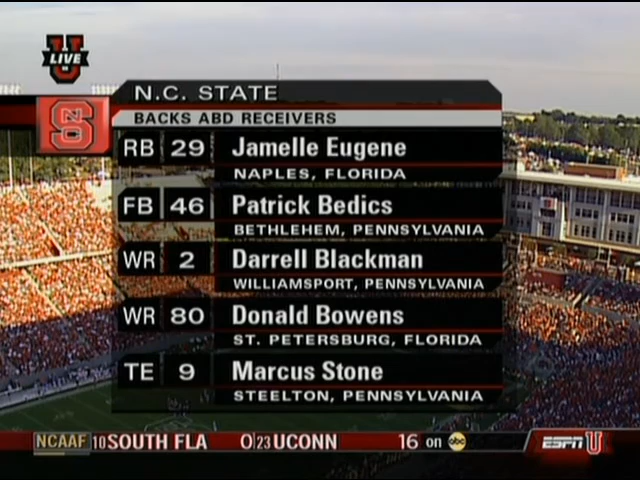 LIVE
U
NC
S
N.C. STATE
BACKS ABD RECEIVERS
RB 29 Jamelle Eugene
NAPLES, FLORIDA
FB 46 Patrick Bedics
BETHLEHEM, PENNSYLVANIA
WR 2 Darrell Blackman
WILLIAMSPORT, PENNSYLVANIA
WR 80 Donald Bowens
ST. PETERSBURG, FLORIDA
TE 9 Marcus Stone
STEELTON, PENNSYLVANIA
NCAAF 10 SOUTH FLA 0 23 UCONN 16 on abc ESPN U